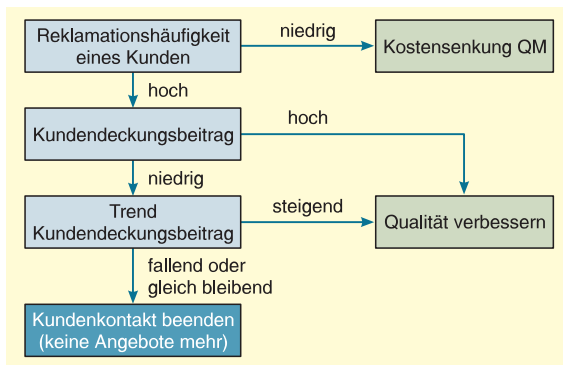 Reklamationshäufigkeit
eines Kunden
niedrig
Kostensenkung QM
hoch
Kundendeckungsbeitrag
hoch
niedrig
Trend
Kundendeckungsbeitrag
steigend
Qualität verbessern
fallend oder
gleich bleibend
Kundenkontakt beenden
(keine Angebote mehr)